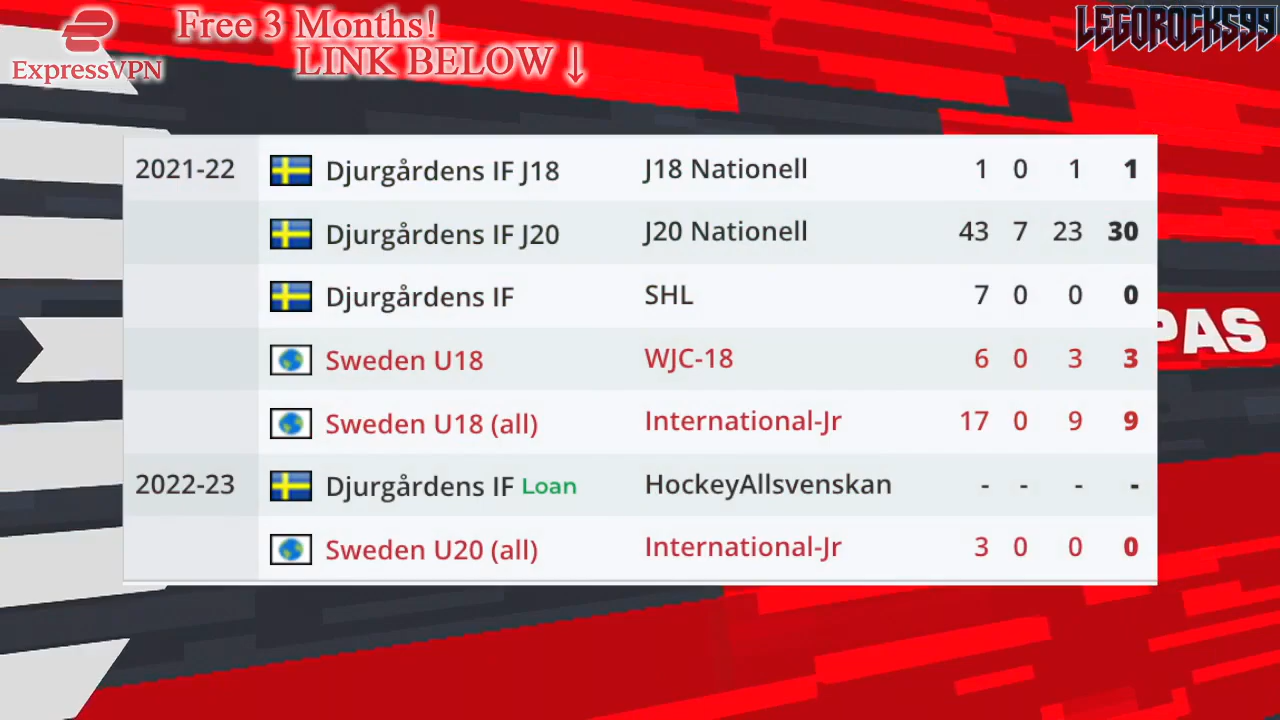 Free 3 Months!
LINK BELOW ↓
ExpressVPN
LEGOROCKS99
2021-22 Djurgårdens IF J18 J18 Nationell 1 0 1 1
Djurgårdens IF J20 J20 Nationell 43 7 23 30
Djurgårdens IF SHL 7 0 0 0
Sweden U18 WJC-18 6 0 3 3
Sweden U18 (all) International-Jr 17 0 9 9
2022-23 Djurgårdens IF Loan HockeyAllsvenskan - - - -
Sweden U20 (all) International-Jr 3 0 0 0
PAS